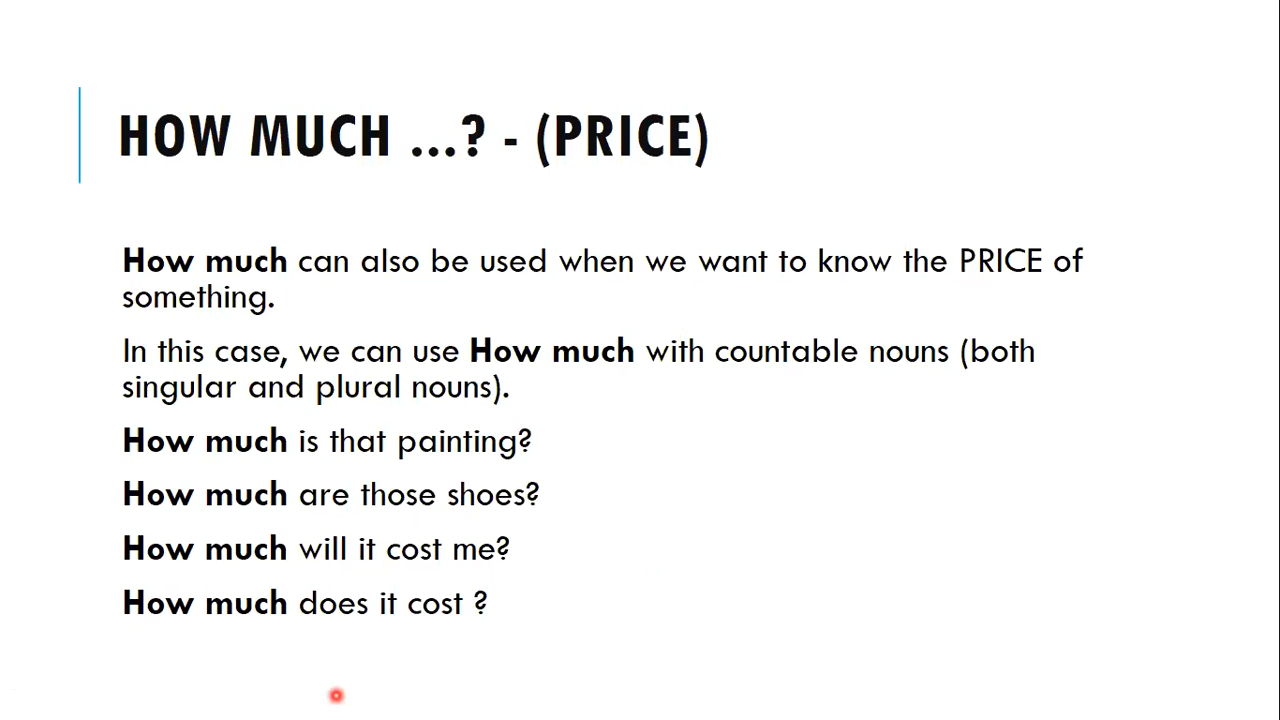 HOW MUCH ...? - (PRICE)
How much can also be used when we want to know the PRICE of
something.
In this case, we can use How much with countable nouns (both
singular and plural nouns).
How much is that painting?
How much are those shoes?
How much will it cost me?
How much does it cost ?